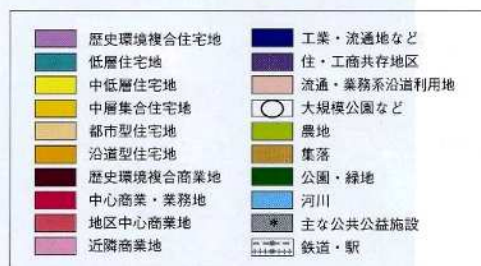 歴史環境複合住宅地
低層住宅地
中低層住宅地
中層集合住宅地
都市型住宅地
沿道型住宅地
歴史環境複合商業地
中心商業・業務地
地区中心商業地
近隣商業地
工業・流通地など
住・工商共存地区
流通・業務系沿道利用地
大規模公園など
農地
集落
公園・緑地
河川
主な公共公益施設
鉄道・駅